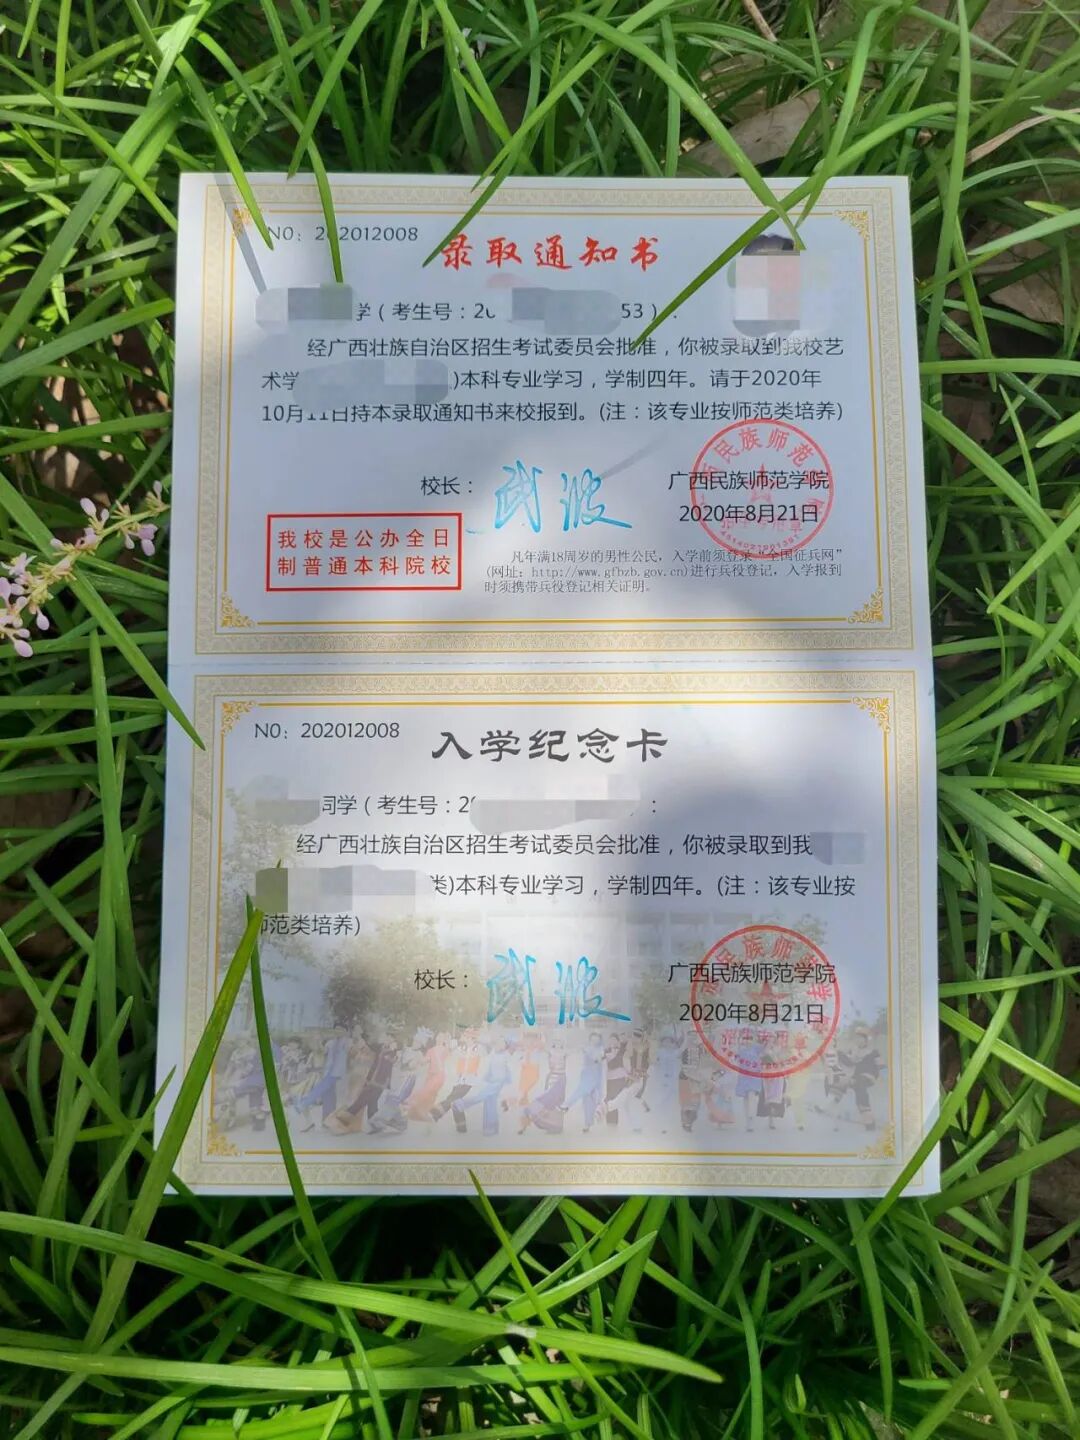 N0: 202012008
录取通知书
学(考生号:20 53):
经广西壮族自治区招生考试委员会批准,你被录取到我校艺
术学 )本科专业学习,学制四年。请于2020年
10月11日持本录取通知书来校报到。(注:该专业按师范类培养)
校长: 武波
广西民族师范学院
2020年8月21日
我校是公办全日
制普通本科院校
凡年满18周岁的男性公民,入学前须登录“全国征兵网”
(网址: http://www.gfbzb.gov.cn)进行兵役登记,入学报到
时须携带兵役登记相关证明。
N0: 202012008
入学纪念卡
同学(考生号:2 ):
经广西壮族自治区招生考试委员会批准,你被录取到我
类)本科专业学习,学制四年。(注:该专业按
师范类培养)
校长: 武波
广西民族师范学院
2020年8月21日